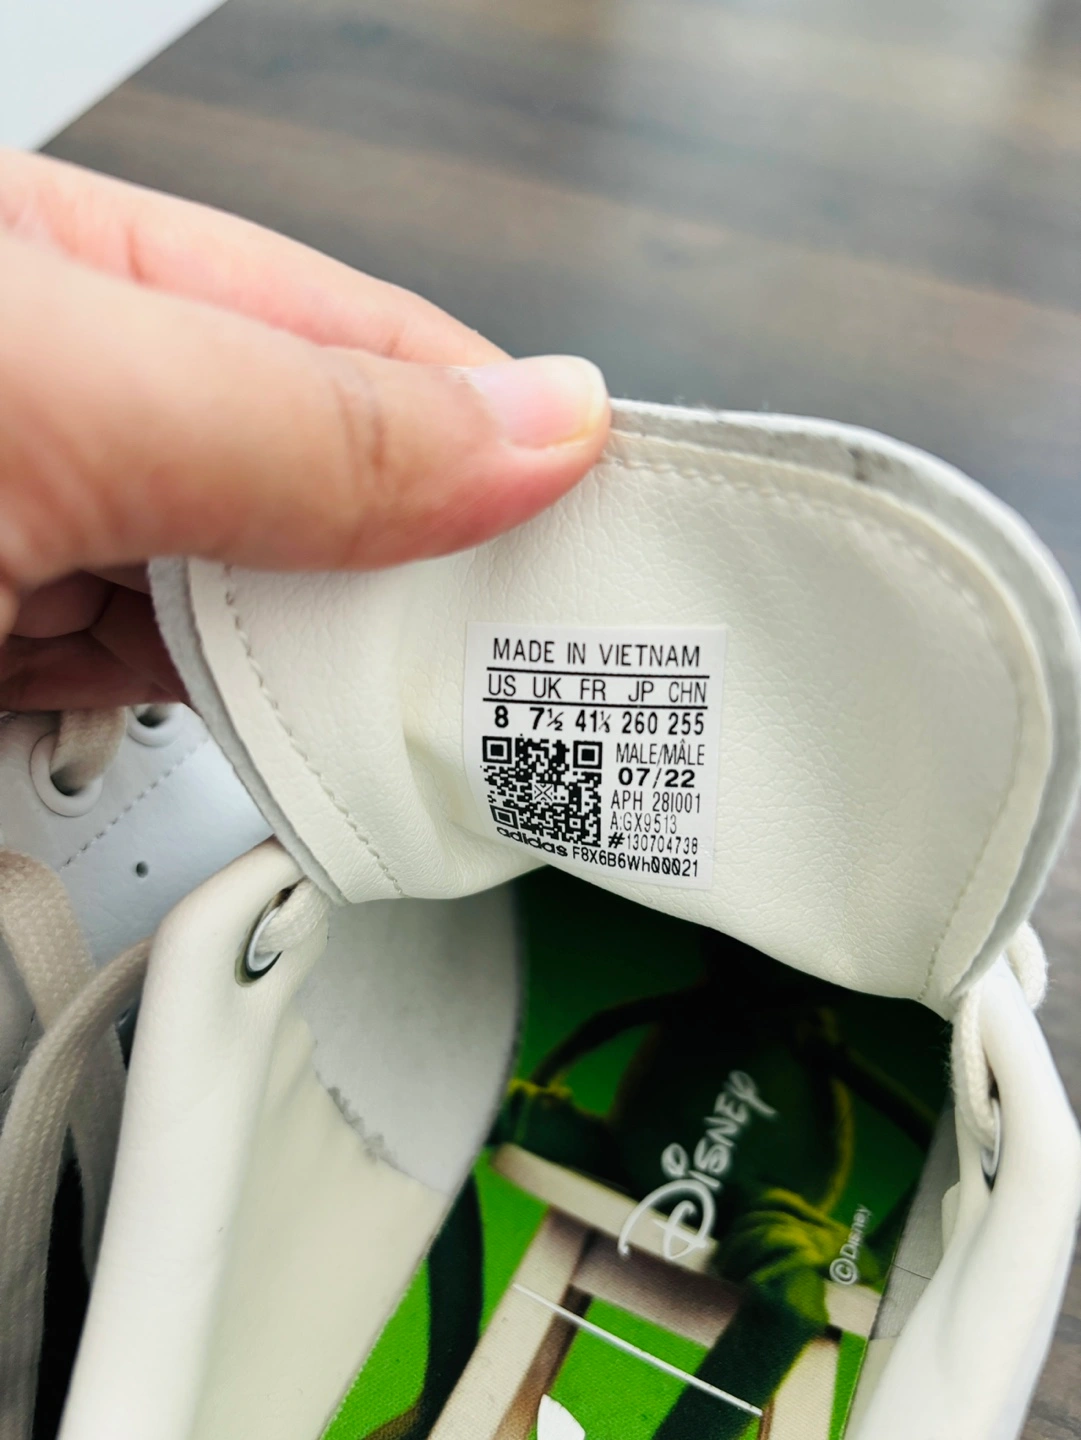 MADE IN VIETNAM
US UK FR JP CHN
8 7½ 41⅓ 260 255
MALE/MÂLE
07/22
APH 28I001
A:GX9513
#130704738
adidas F8X6B6Wh00021
Disney
©Disney